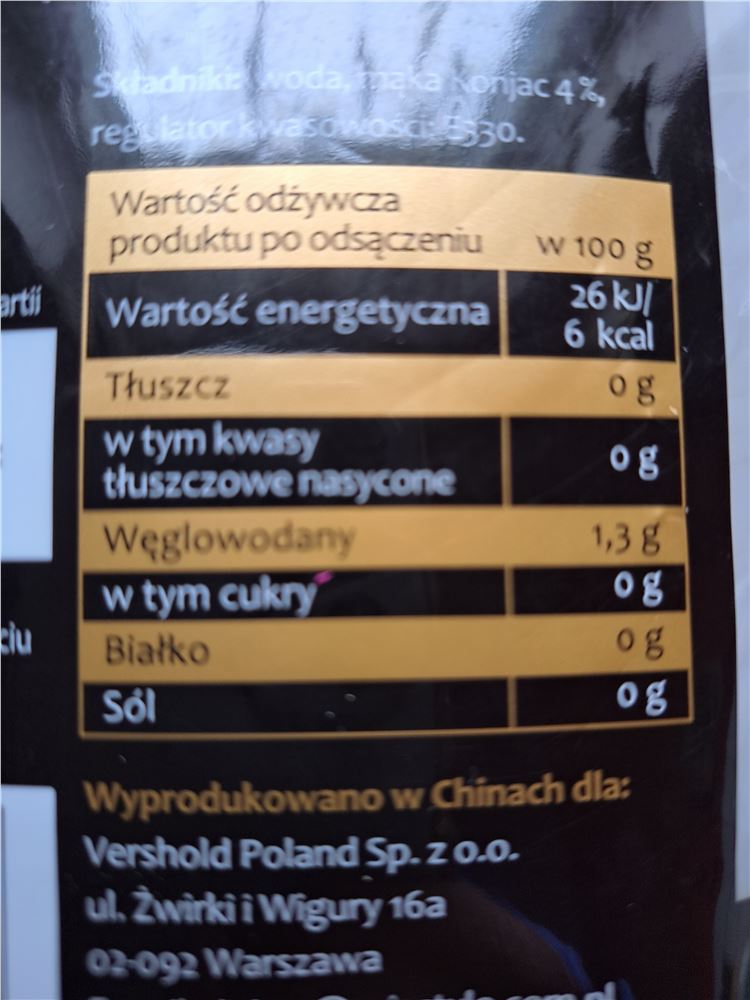 Składniki: woda, mąka Konjac 4%,
regulator kwasowości: E330.
Wartość odżywcza
produktu po odsączeniu w 100 g
Wartość energetyczna 26 kJ/
6 kcal
Tłuszcz 0 g
w tym kwasy
tłuszczowe nasycone 0 g
Węglowodany 1,3 g
w tym cukry 0 g
Białko 0 g
Sól 0 g
Wyprodukowano w Chinach dla:
Vershold Poland Sp. z o.o.
ul. Żwirki i Wigury 16a
02-092 Warszawa
artii
ciu